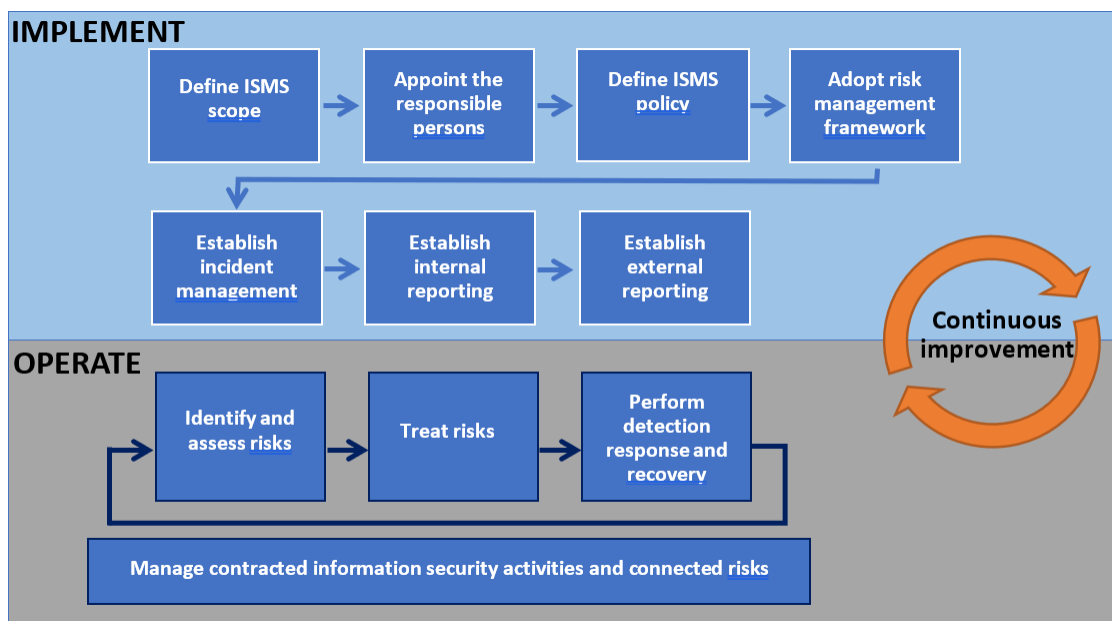 IMPLEMENT
Define ISMS
scope
Appoint the
responsible
persons
Define ISMS
policy
Adopt risk
management
framework
Establish
incident
management
Establish
internal
reporting
Establish
external
reporting
Continuous
improvement
OPERATE
Identify and
assess risks
Treat risks
Perform
detection
response and
recovery
Manage contracted information security activities and connected risks